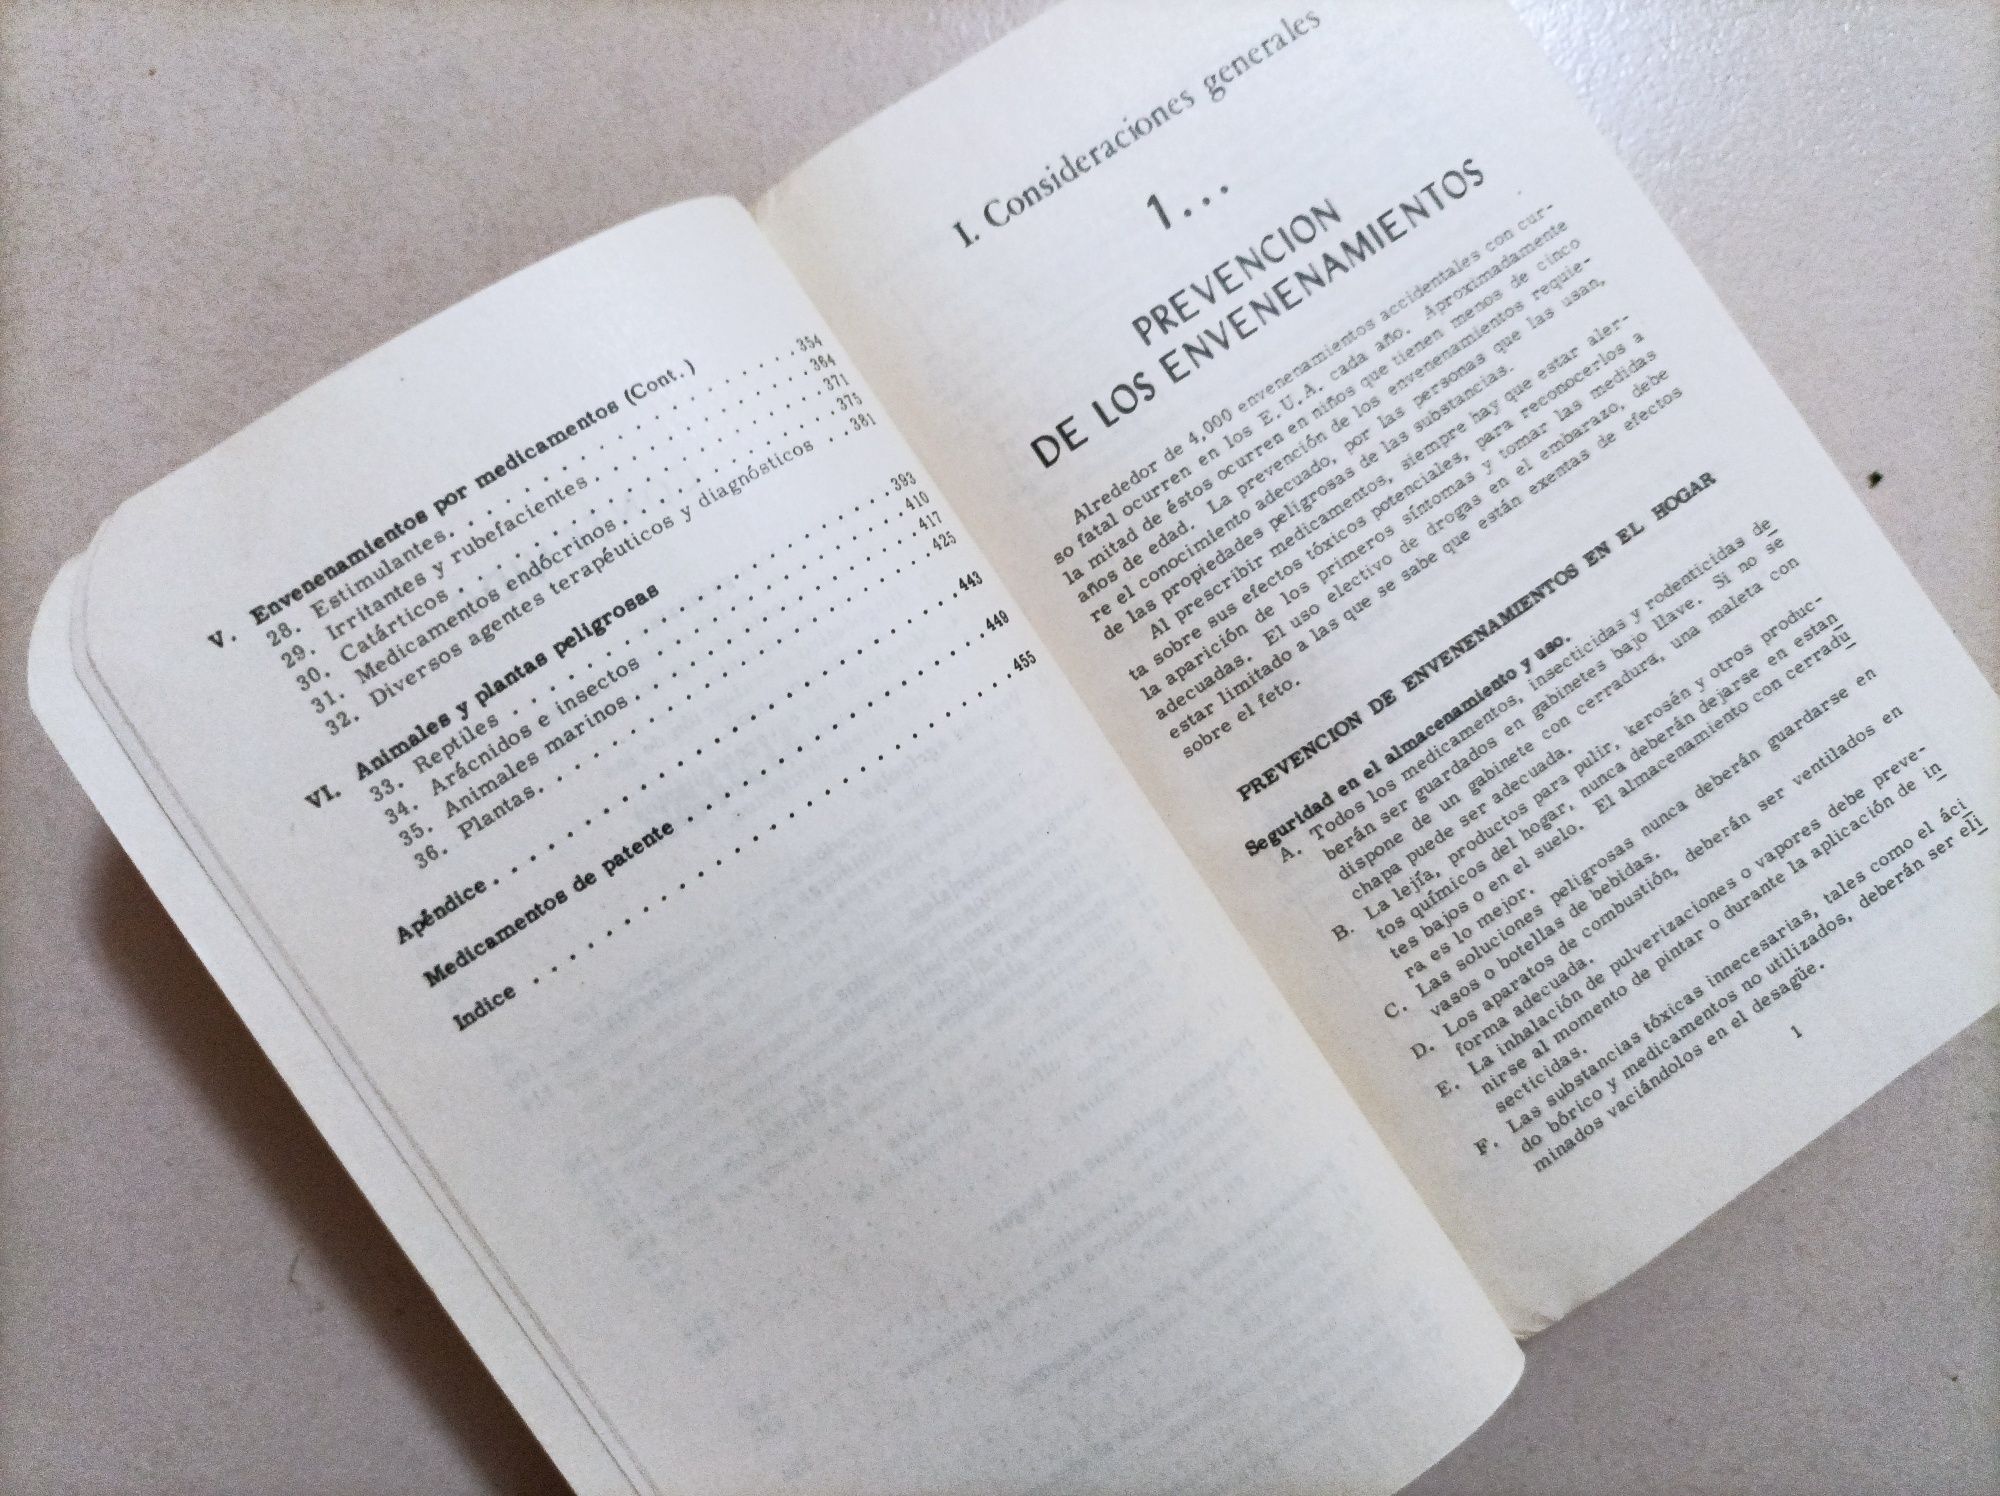 V. Envenenamientos por medicamentos (Cont.)
28. Estimulantes. . . . . . . . . . . . . . . . . . . 354
29. Irritantes y rubefacientes . . . . . . . . . . . . 364
30. Catárticos . . . . . . . . . . . . . . . . . . . . 371
31. Medicamentos endócrinos . . . . . . . . . . . . 375
32. Diversos agentes terapéuticos y diagnósticos . . 381
VI. Animales y plantas peligrosas
33. Reptiles . . . . . . . . . . . . . . . . . . . . . 393
34. Arácnidos e insectos . . . . . . . . . . . . . . 410
35. Animales marinos . . . . . . . . . . . . . . . . 417
36. Plantas. . . . . . . . . . . . . . . . . . . . . . 425
Apéndice . . . . . . . . . . . . . . . . . . . . . . . . 443
Medicamentos de patente . . . . . . . . . . . . . . . . 449
Indice . . . . . . . . . . . . . . . . . . . . . . . . . 455
I. Consideraciones generales
1...
PREVENCION
DE LOS ENVENENAMIENTOS
Alrededor de 4,000 envenenamientos accidentales con cur-
so fatal ocurren en los E.U.A. cada año. Aproximadamente
la mitad de éstos ocurren en niños que tienen menos de cinco
años de edad. La prevención de los envenenamientos requie-
re el conocimiento adecuado, por las personas que las usan,
de las propiedades peligrosas de las substancias.
Al prescribir medicamentos, siempre hay que estar aler-
ta sobre sus efectos tóxicos potenciales, para reconocerlos a
la aparición de los primeros síntomas y tomar las medidas
adecuadas. El uso electivo de drogas en el embarazo, debe
estar limitado a las que se sabe que están exentas de efectos
sobre el feto.
PREVENCION DE ENVENENAMIENTOS EN EL HOGAR
Seguridad en el almacenamiento y uso.
A. Todos los medicamentos, insecticidas y rodenticidas de
berán ser guardados en gabinetes bajo llave. Si no se
dispone de un gabinete con cerradura, una maleta con
chapa puede ser adecuada.
B. La lejía, productos para pulir, kerosén y otros produc-
tos químicos del hogar, nunca deberán dejarse en estan
tes bajos o en el suelo. El almacenamiento con cerradu
ra es lo mejor.
C. Las soluciones peligrosas nunca deberán guardarse en
vasos o botellas de bebidas.
D. Los aparatos de combustión, deberán ser ventilados en
forma adecuada.
E. La inhalación de pulverizaciones o vapores debe preve-
nirse al momento de pintar o durante la aplicación de in
secticidas.
F. Las substancias tóxicas innecesarias, tales como el áci
do bórico y medicamentos no utilizados, deberán ser eli
minados vaciándolos en el desagüe.
1